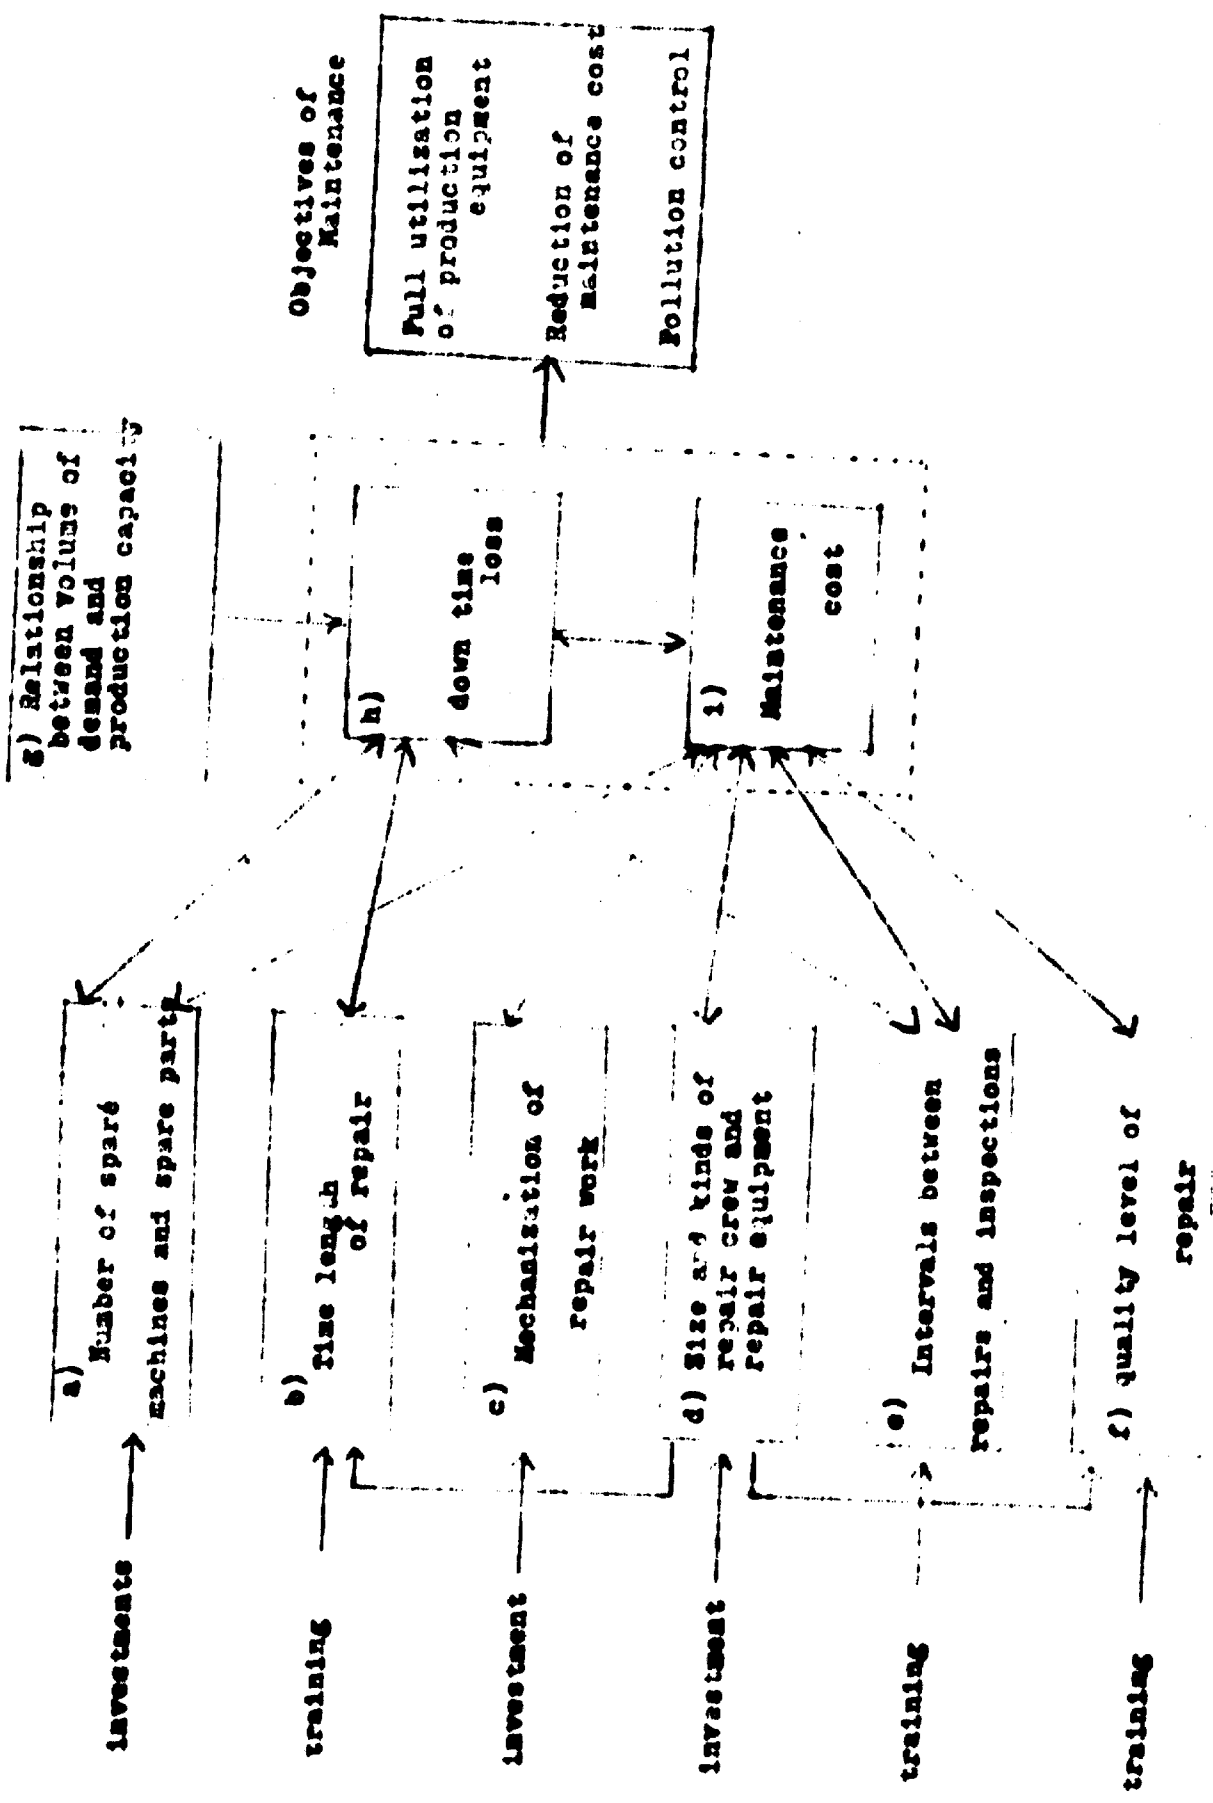 investments
a)
Number of spare
machines and spare parts
training
b)
Time length
of repair
investment
c)
Mechanization of
repair work
investment
d) Size and kinds of
repair crew and
repair equipment
training
e)
Intervals between
repairs and inspections
training
f) quality level of
repair
g) Relationship
between volume of
demand and
production capacity
h)
down time
loss
i)
Maintenance
cost
Objectives of
Maintenance
Full utilization
of production
equipment
Reduction of
maintenance cost
Pollution control